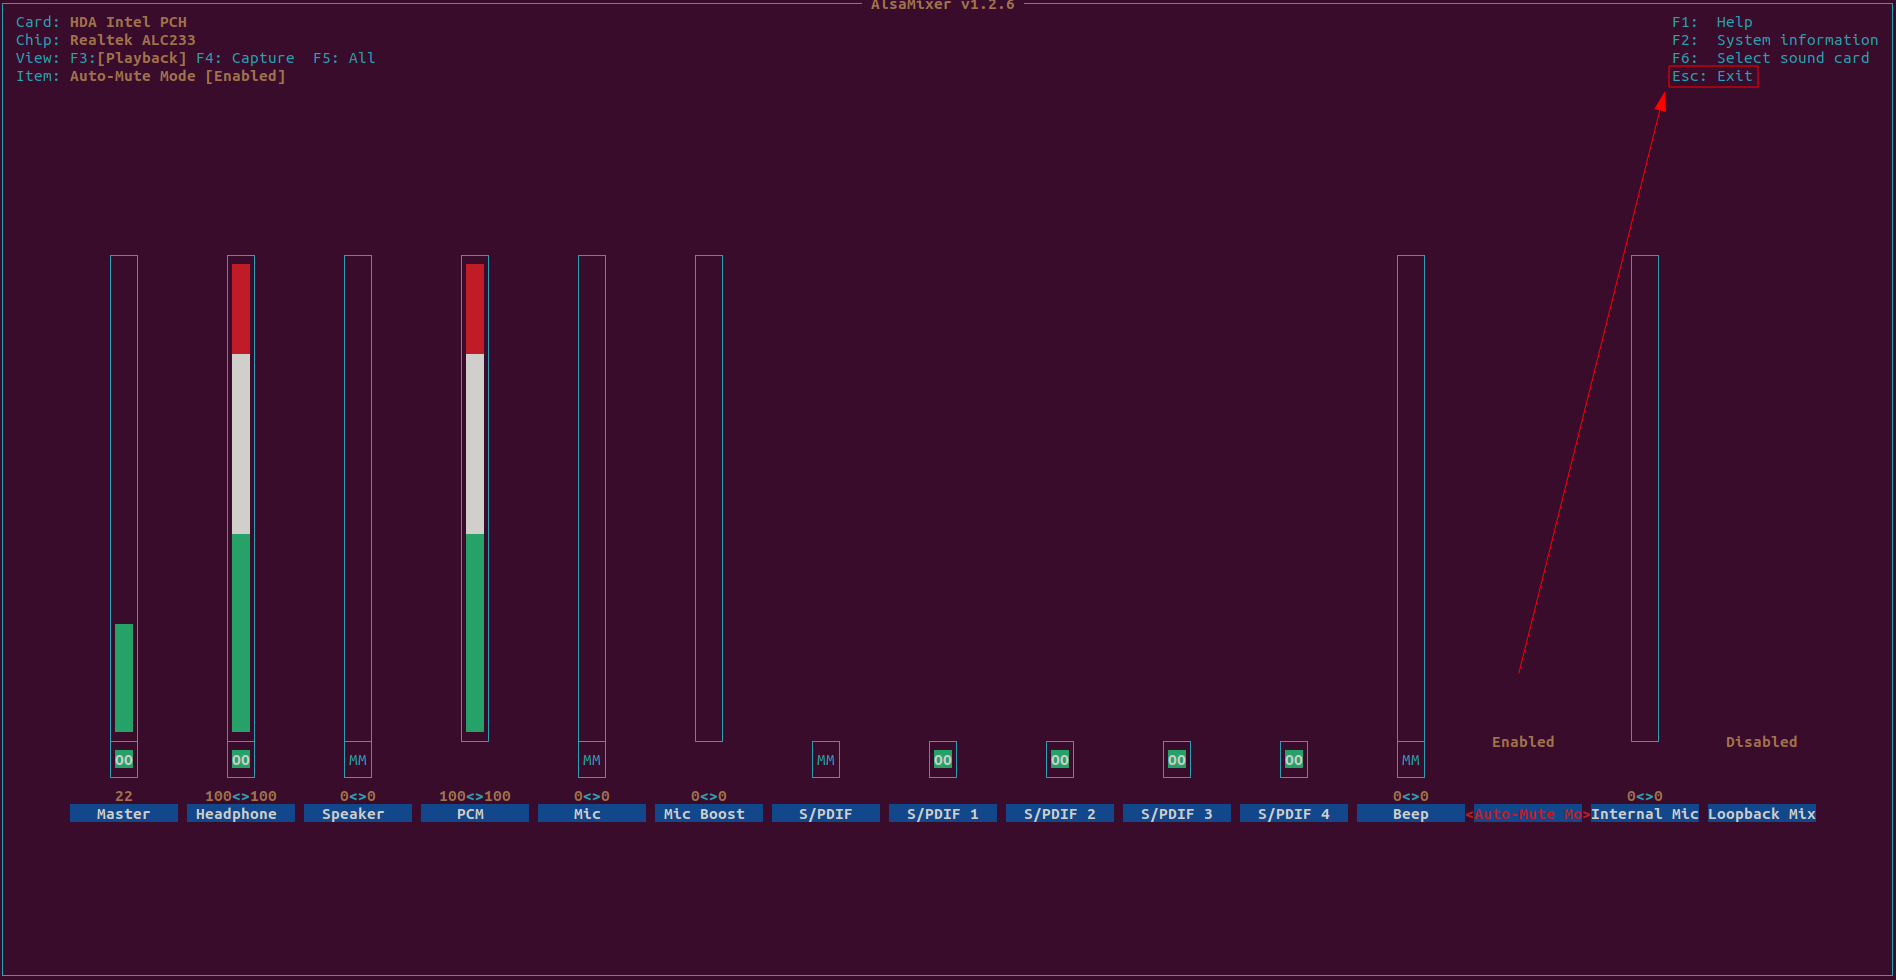 AlsaMixer v1.2.6
Card: HDA Intel PCH
Chip: Realtek ALC233
View: F3:[Playback] F4: Capture  F5: All
Item: Auto-Mute Mode [Enabled]
F1:  Help
F2:  System information
F6:  Select sound card
Esc: Exit
Enabled
Disabled
OO OO MM MM MM OO OO OO OO MM
22 100<>100 0<>0 100<>100 0<>0 0<>0 0<>0 0<>0
Master Headphone Speaker PCM Mic Mic Boost S/PDIF S/PDIF 1 S/PDIF 2 S/PDIF 3 S/PDIF 4 Beep <Auto-Mute Mo> Internal Mic Loopback Mix